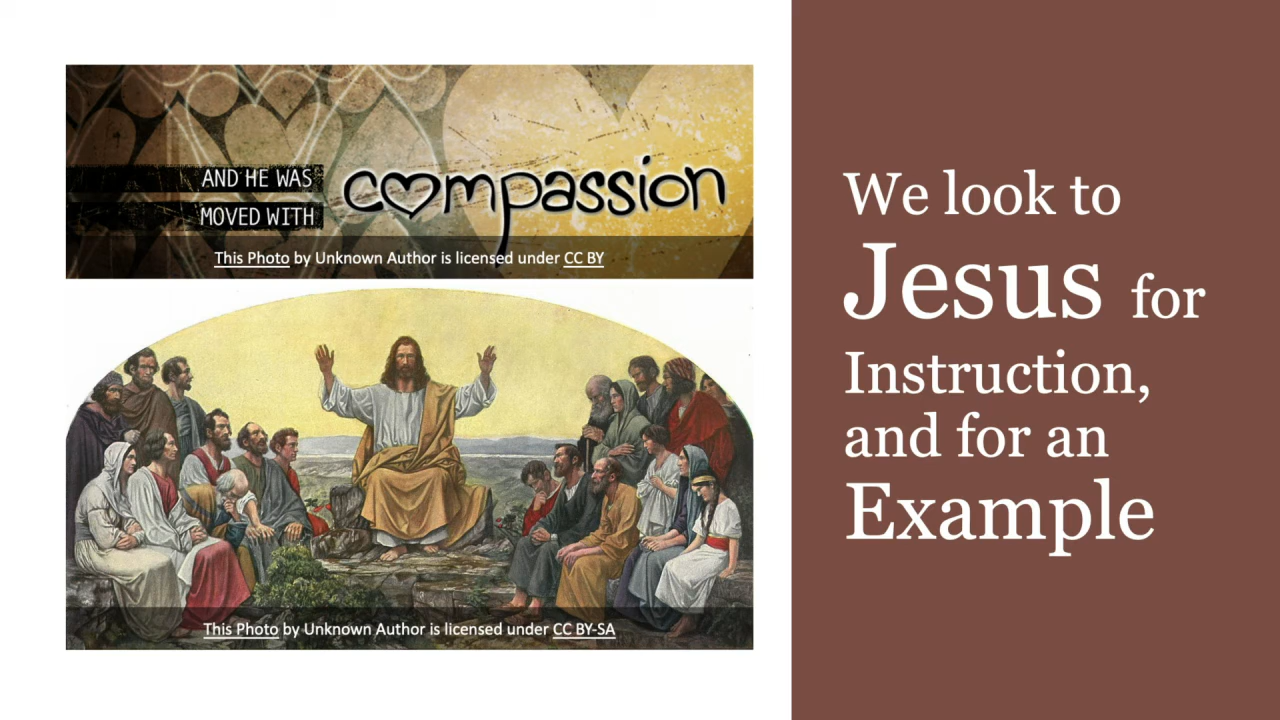 AND HE WAS
MOVED WITH
compassion
This Photo by Unknown Author is licensed under CC BY
This Photo by Unknown Author is licensed under CC BY-SA
We look to
Jesus for
Instruction,
and for an
Example